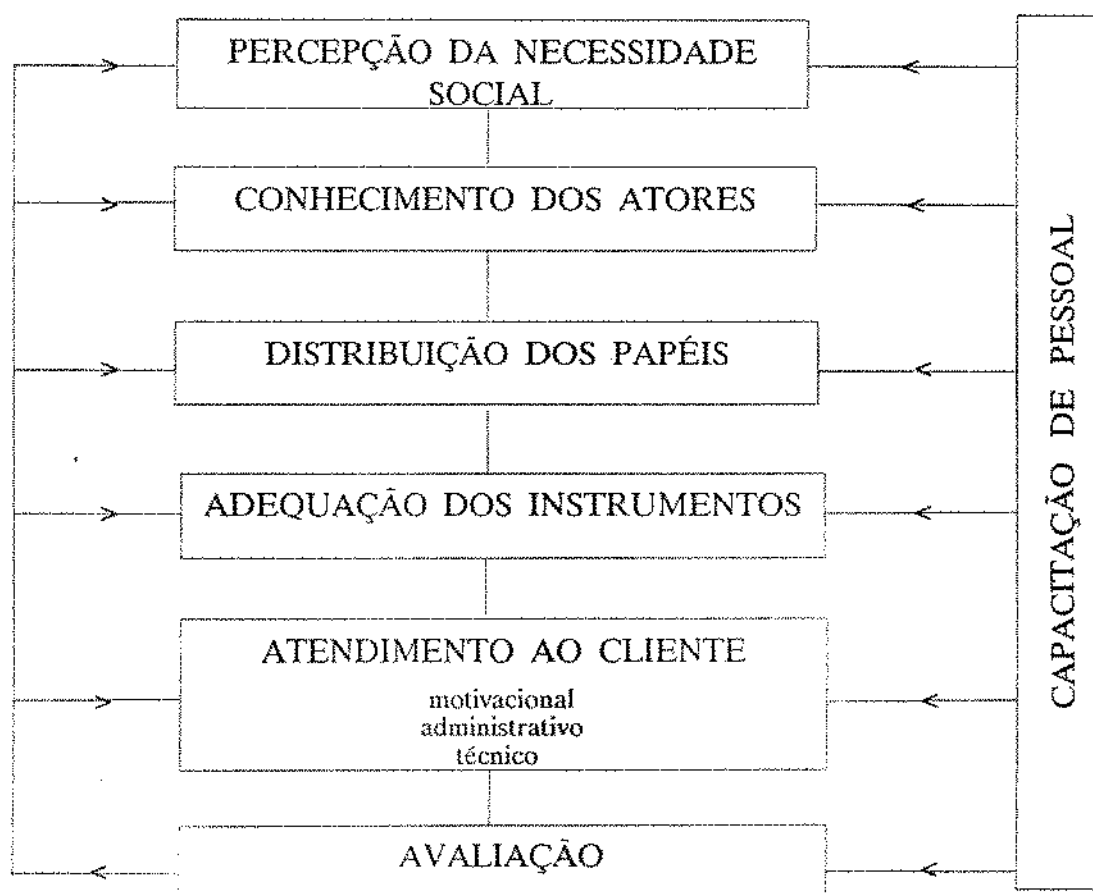 PERCEPÇÃO DA NECESSIDADE
SOCIAL
CONHECIMENTO DOS ATORES
DISTRIBUIÇÃO DOS PAPÉIS
ADEQUAÇÃO DOS INSTRUMENTOS
ATENDIMENTO AO CLIENTE
motivacional
administrativo
técnico
AVALIAÇÃO
CAPACITAÇÃO DE PESSOAL